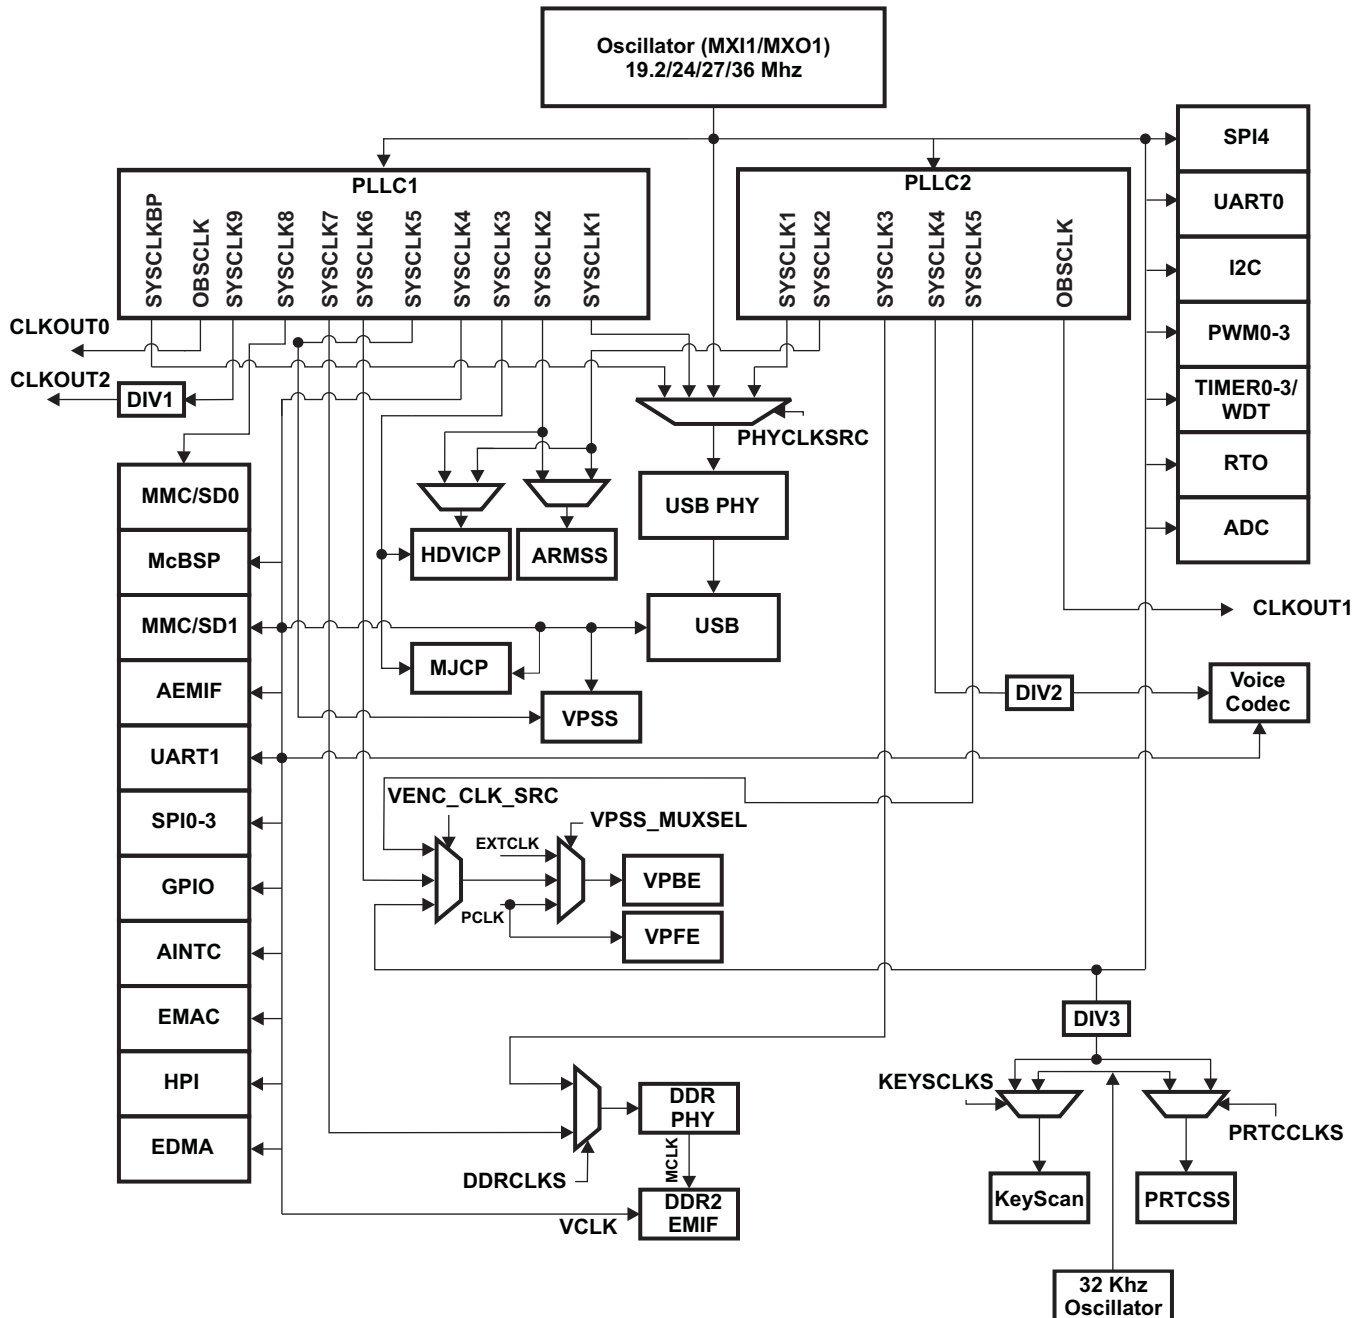 Oscillator (MXI1/MXO1)
19.2/24/27/36 Mhz
PLLC1
SYSCLKBP
OBSCLK
SYSCLK9
SYSCLK8
SYSCLK7
SYSCLK6
SYSCLK5
SYSCLK4
SYSCLK3
SYSCLK2
SYSCLK1
PLLC2
SYSCLK1
SYSCLK2
SYSCLK3
SYSCLK4
SYSCLK5
OBSCLK
SPI4
UART0
I2C
PWM0-3
TIMER0-3/
WDT
RTO
ADC
CLKOUT0
CLKOUT2
DIV1
PHYCLKSRC
MMC/SD0
McBSP
MMC/SD1
AEMIF
UART1
SPI0-3
GPIO
AINTC
EMAC
HPI
EDMA
HDVICP
ARMSS
USB PHY
USB
MJCP
VPSS
CLKOUT1
DIV2
Voice
Codec
VENC_CLK_SRC
VPSS_MUXSEL
EXTCLK
PCLK
VPBE
VPFE
DIV3
KEYSCLKS
PRTCCLKS
DDR
PHY
MCLK
DDRCLKS
DDR2
EMIF
VCLK
KeyScan
PRTCSS
32 Khz
Oscillator